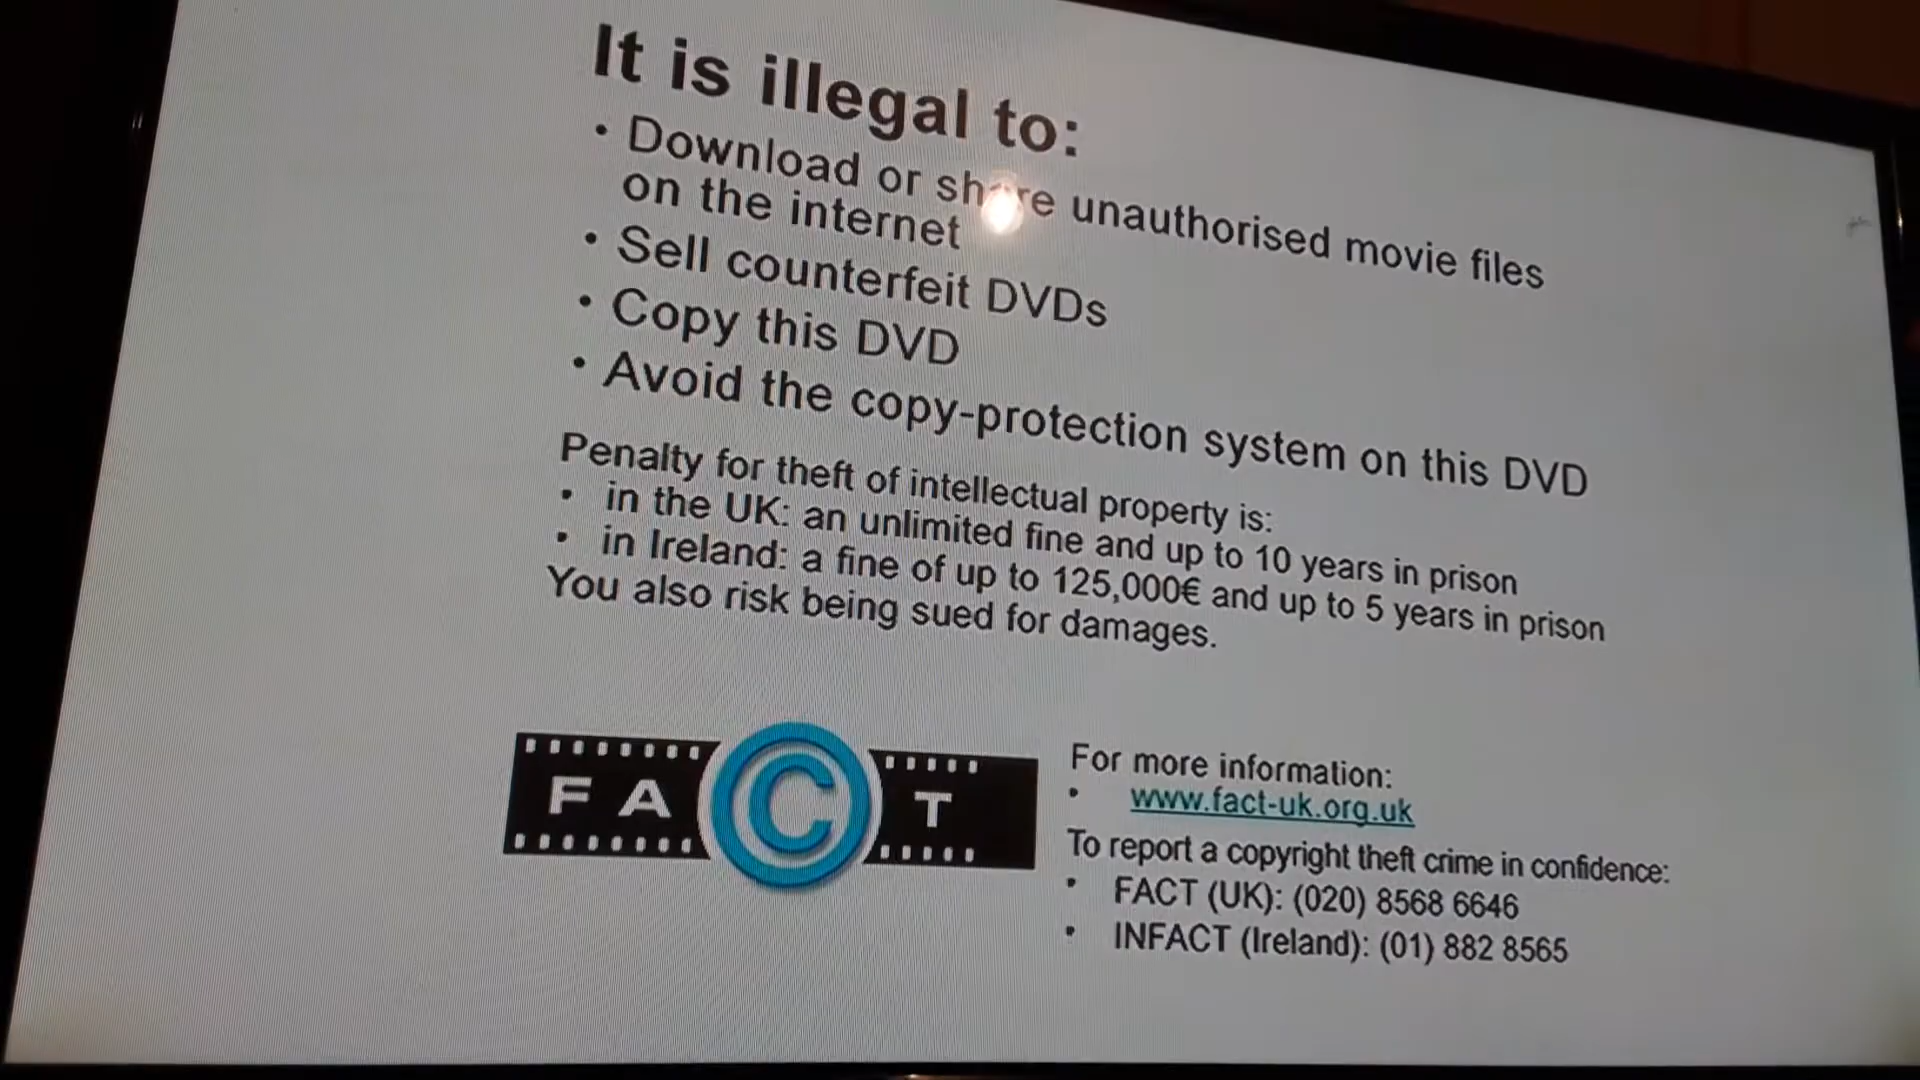 It is illegal to:
• Download or share unauthorised movie files
on the internet
• Sell counterfeit DVDs
• Copy this DVD
• Avoid the copy-protection system on this DVD
Penalty for theft of intellectual property is:
• in the UK: an unlimited fine and up to 10 years in prison
• in Ireland: a fine of up to 125,000€ and up to 5 years in prison
You also risk being sued for damages.
FA©T
For more information:
• www.fact-uk.org.uk
To report a copyright theft crime in confidence:
• FACT (UK): (020) 8568 6646
• INFACT (Ireland): (01) 882 8565